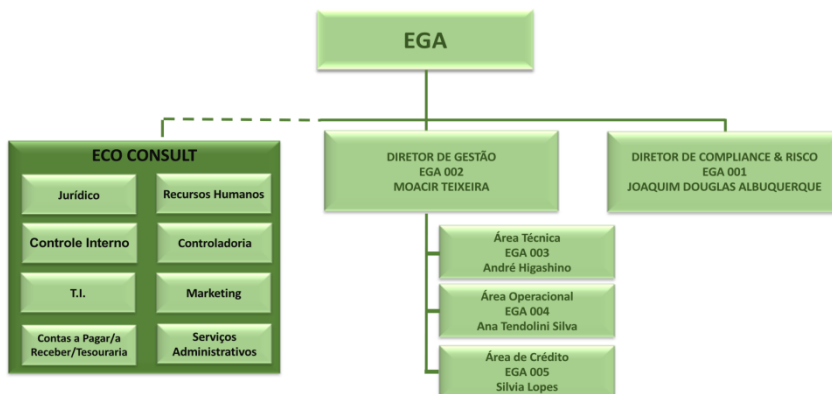 EGA
ECO CONSULT
Jurídico
Recursos Humanos
Controle Interno
Controladoria
T.I.
Marketing
Contas a Pagar/a
Receber/Tesouraria
Serviços
Administrativos
DIRETOR DE GESTÃO
EGA 002
MOACIR TEIXEIRA
DIRETOR DE COMPLIANCE & RISCO
EGA 001
JOAQUIM DOUGLAS ALBUQUERQUE
Área Técnica
EGA 003
André Higashino
Área Operacional
EGA 004
Ana Tendolini Silva
Área de Crédito
EGA 005
Silvia Lopes